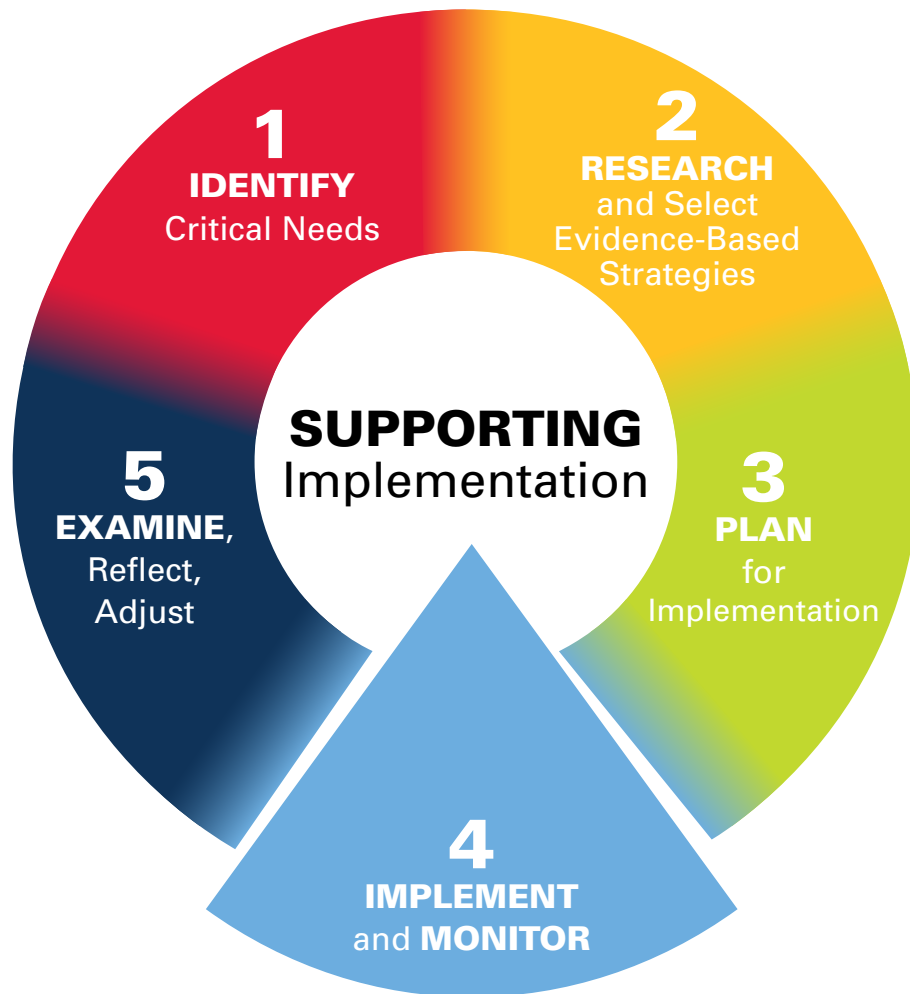 1
IDENTIFY
Critical Needs
2
RESEARCH
and Select
Evidence-Based
Strategies
SUPPORTING
Implementation
3
PLAN
for
Implementation
4
IMPLEMENT
and MONITOR
5
EXAMINE,
Reflect,
Adjust